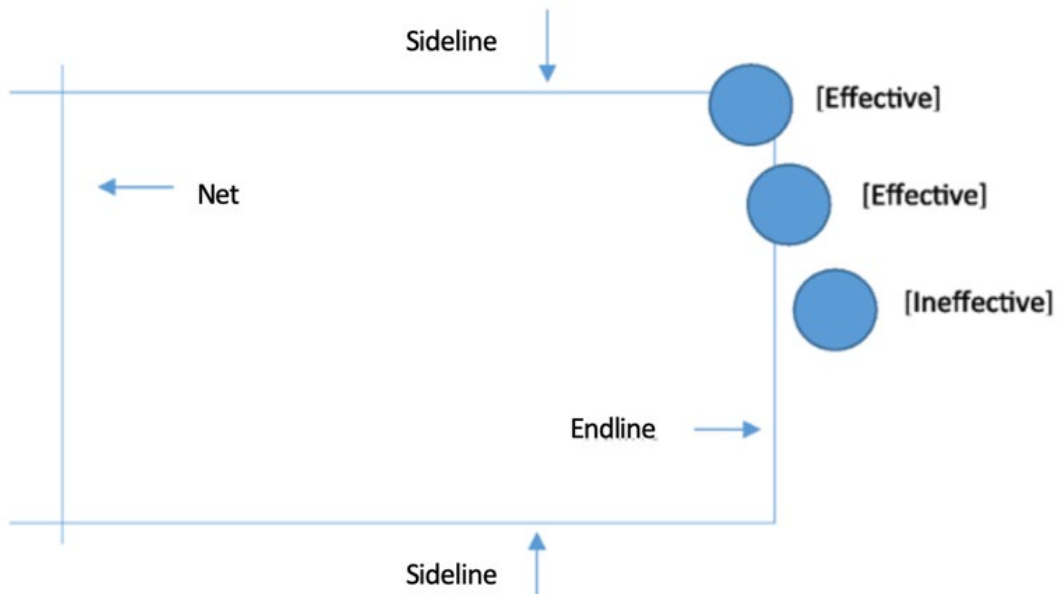 Sideline
[Effective]
Net
[Effective]
[Ineffective]
Endline
Sideline